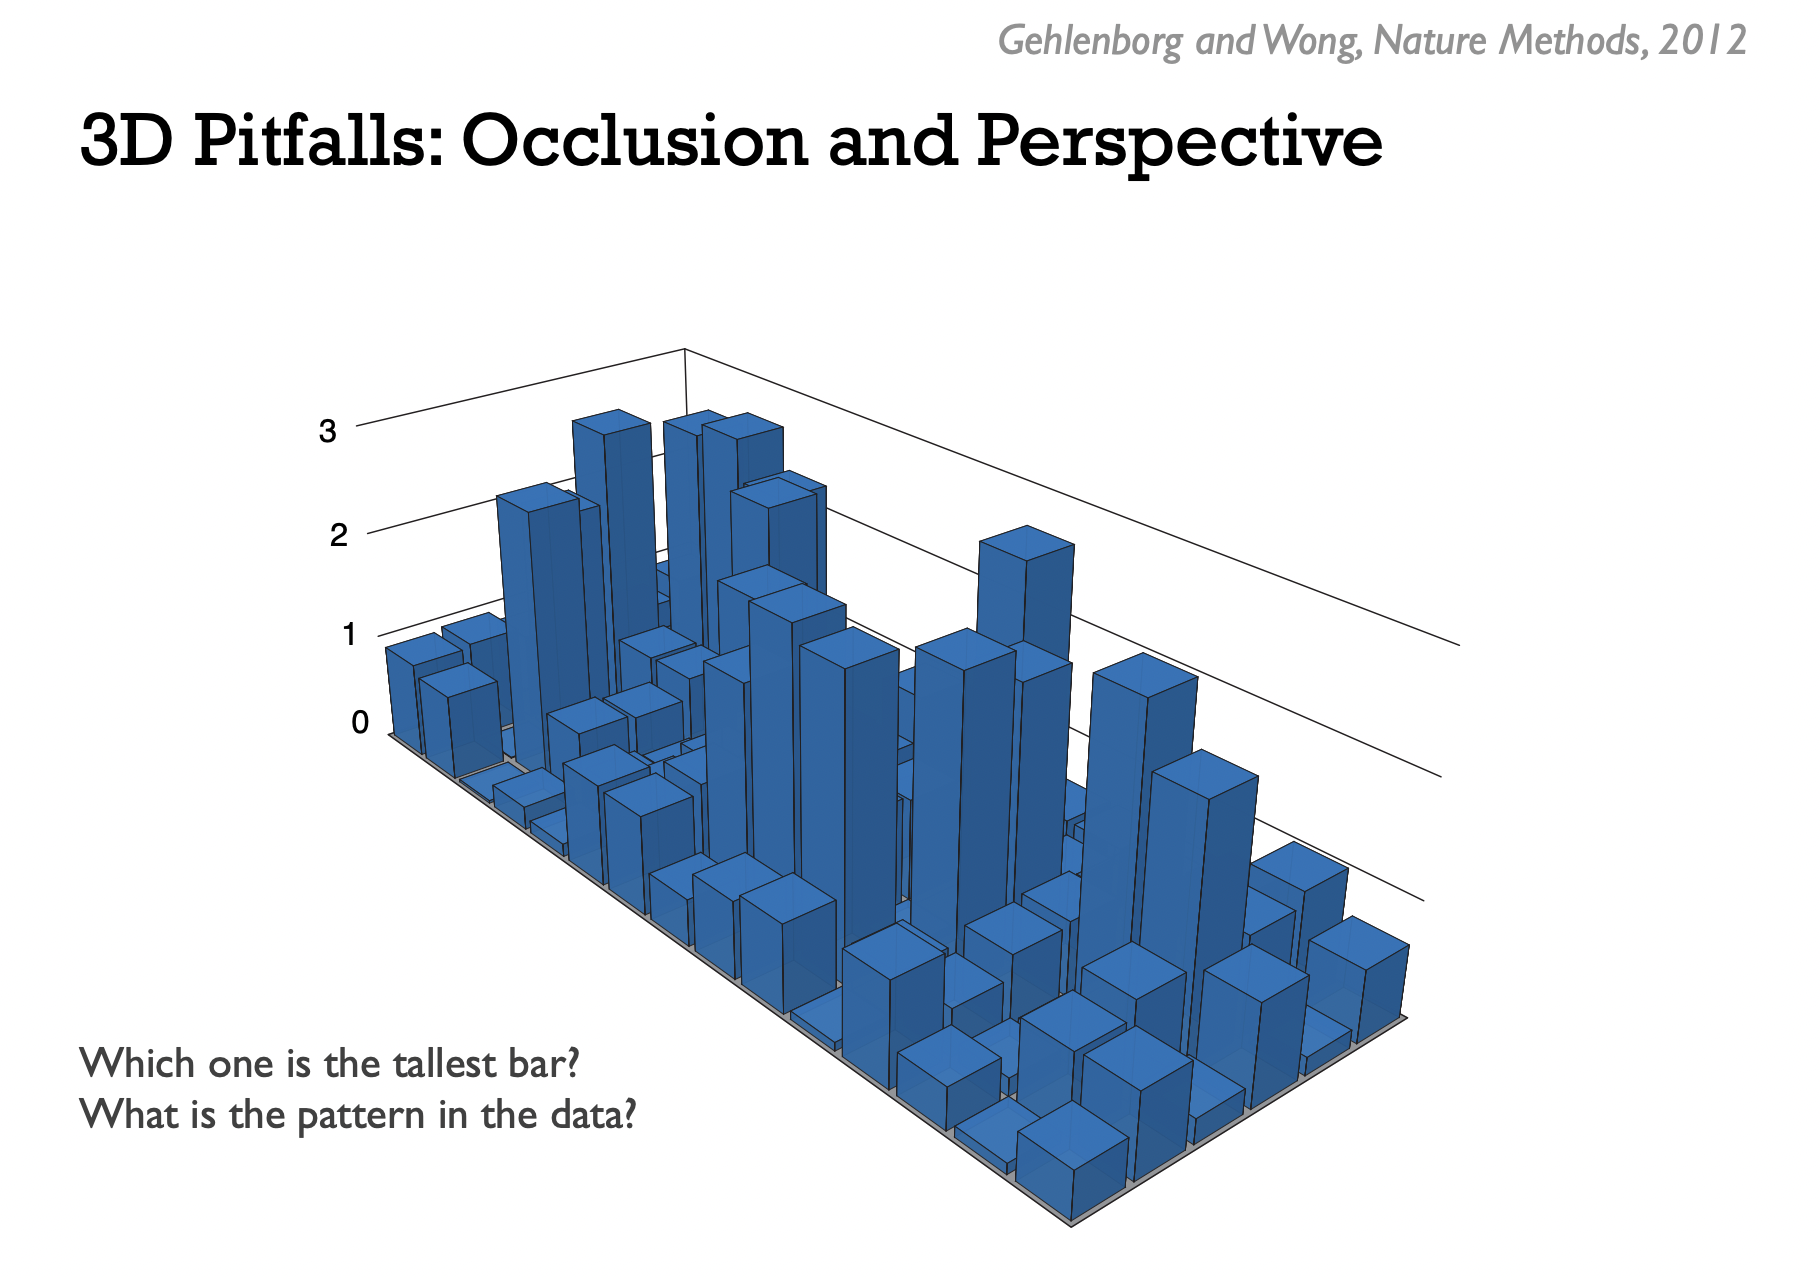 Gehlenborg and Wong, Nature Methods, 2012
3D Pitfalls: Occlusion and Perspective
3
2
1
0
Which one is the tallest bar?
What is the pattern in the data?